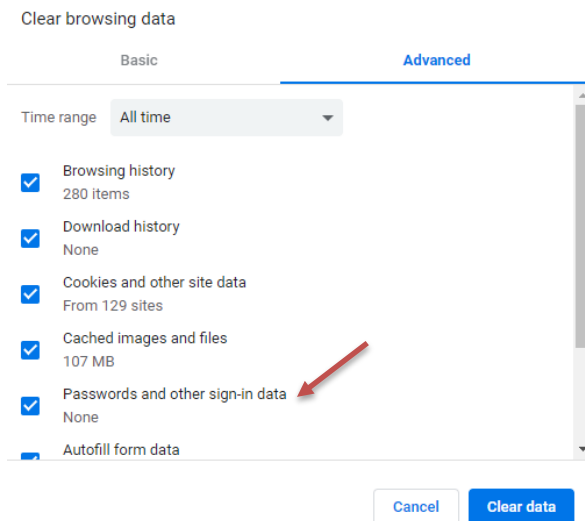 Clear browsing data
Basic
Advanced
Time range
All time
Browsing history
280 items
Download history
None
Cookies and other site data
From 129 sites
Cached images and files
107 MB
Passwords and other sign-in data
None
Autofill form data
Cancel
Clear data